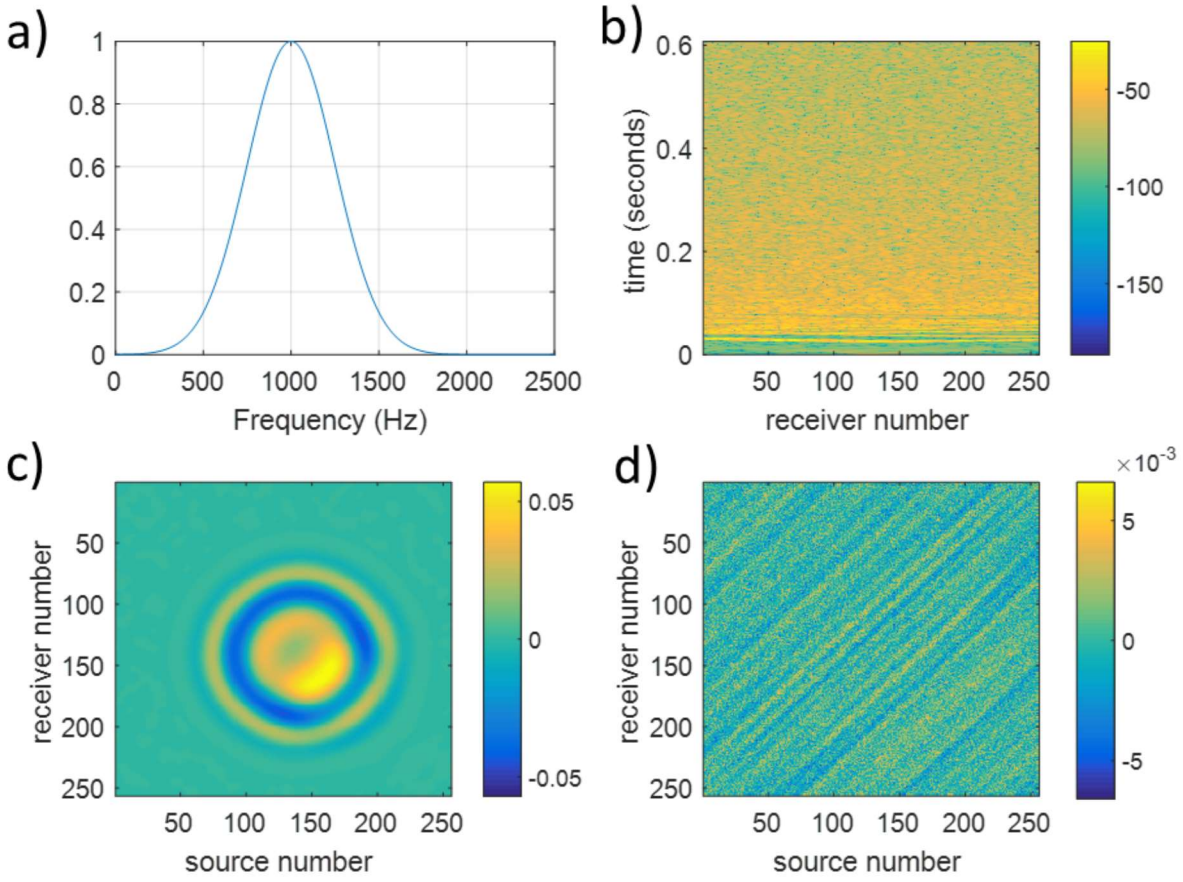 a)
1
0.8
0.6
0.4
0.2
0
0 500 1000 1500 2000 2500
Frequency (Hz)
b)
0.6
0.4
0.2
0
time (seconds)
50 100 150 200 250
receiver number
-50
-100
-150
c)
50
100
150
200
250
receiver number
50 100 150 200 250
source number
0.05
0
-0.05
d)
50
100
150
200
250
receiver number
50 100 150 200 250
source number
×10⁻³
5
0
-5